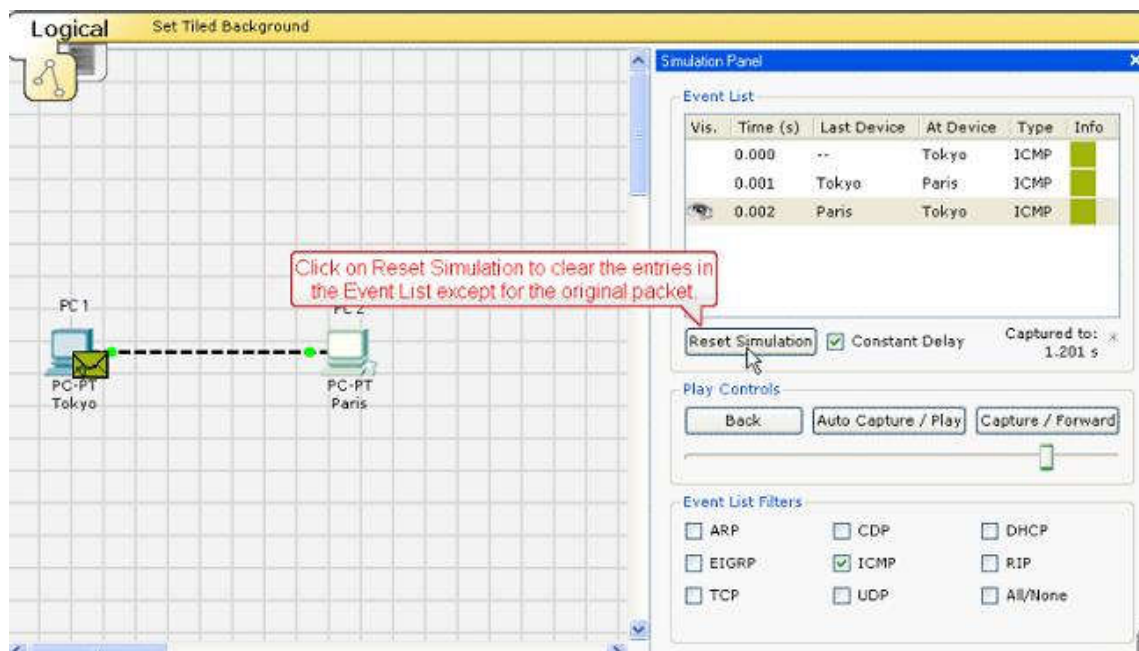 Logical
Set Tiled Background
PC 1
PC 2
PC-PT
Tokyo
PC-PT
Paris
Click on Reset Simulation to clear the entries in
the Event List except for the original packet.
Simulation Panel
Event List
Vis. Time (s) Last Device At Device Type Info
0.000 -- Tokyo ICMP
0.001 Tokyo Paris ICMP
0.002 Paris Tokyo ICMP
Reset Simulation Constant Delay Captured to:
1.201 s
Play Controls
Back Auto Capture / Play Capture / Forward
Event List Filters
ARP CDP DHCP
EIGRP ICMP RIP
TCP UDP All/None